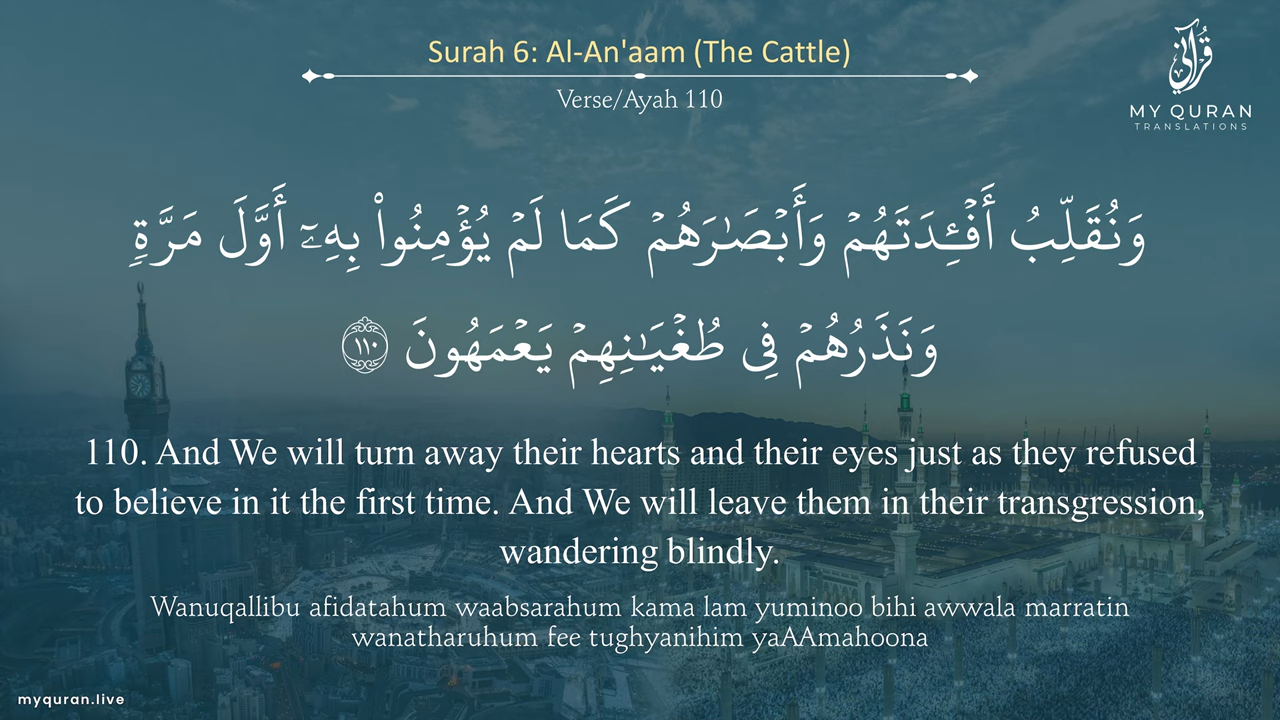 Surah 6: Al-An'aam (The Cattle)
Verse/Ayah 110
قرآني
MY QURAN
TRANSLATIONS
وَنُقَلِّبُ أَفْـِٔدَتَهُمْ وَأَبْصَـٰرَهُمْ كَمَا لَمْ يُؤْمِنُوا۟ بِهِۦٓ أَوَّلَ مَرَّةٍۢ
وَنَذَرُهُمْ فِى طُغْيَـٰنِهِمْ يَعْمَهُونَ ١١٠
110. And We will turn away their hearts and their eyes just as they refused
to believe in it the first time. And We will leave them in their transgression,
wandering blindly.
Wanuqallibu afidatahum waabsarahum kama lam yuminoo bihi awwala marratin
wanatharuhum fee tughyanihim yaAAmahoona
myquran.live